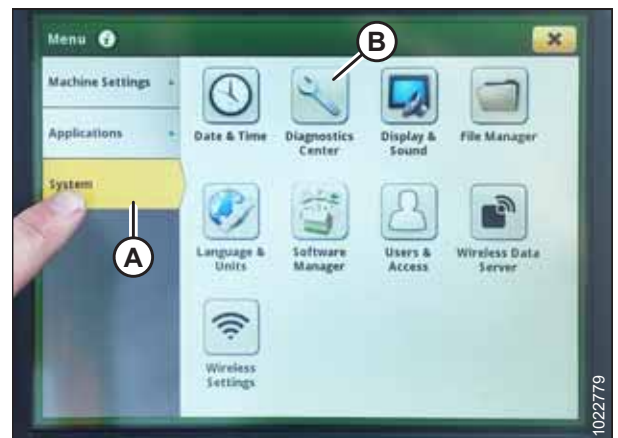 Menu i
B
×
Machine Settings
Applications
System
A
Date & Time
Diagnostics
Center
Display &
Sound
File Manager
Language &
Units
Software
Manager
Users &
Access
Wireless Data
Server
Wireless
Settings
1022779